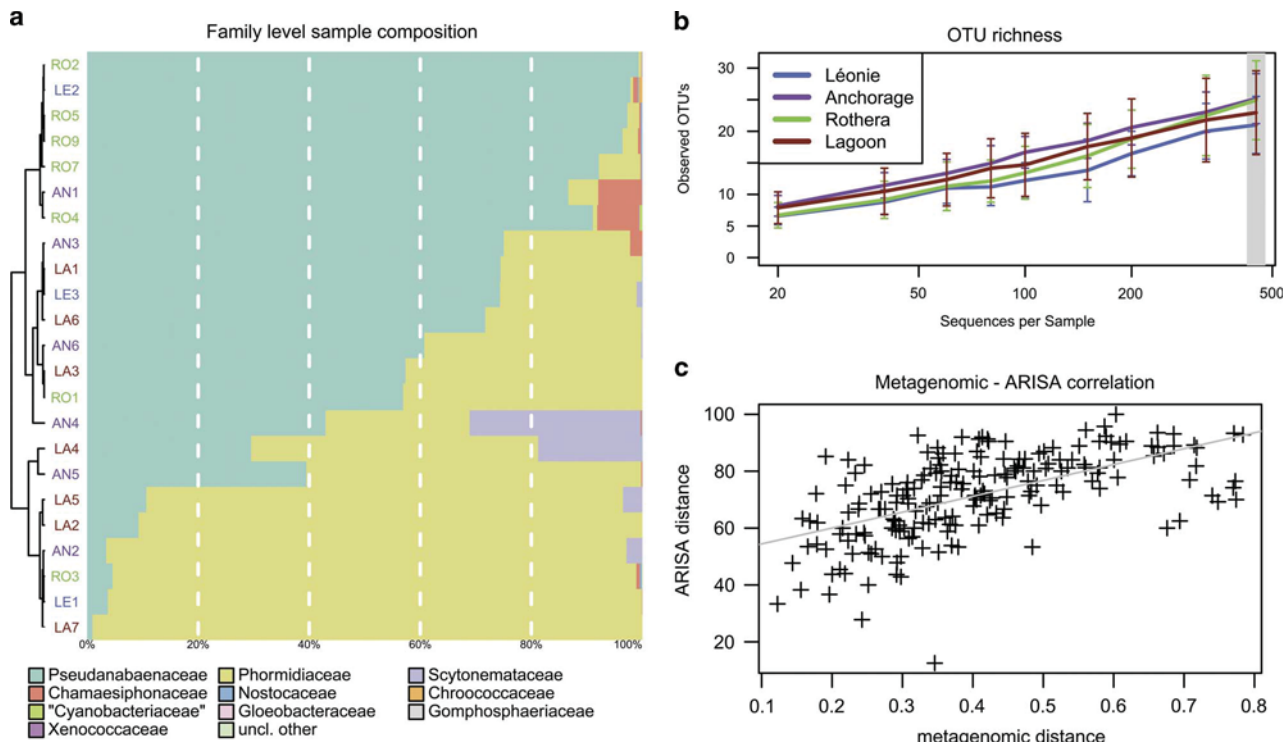 a
Family level sample composition
RO2
LE2
RO5
RO9
RO7
AN1
RO4
AN3
LA1
LE3
LA6
AN6
LA3
RO1
AN4
LA4
AN5
LA5
LA2
AN2
RO3
LE1
LA7
0% 20% 40% 60% 80% 100%
Pseudanabaenaceae Phormidiaceae Scytonemataceae
Chamaesiphonaceae Nostocaceae Chroococcaceae
"Cyanobacteriaceae" Gloeobacteraceae Gomphosphaeriaceae
Xenococcaceae uncl. other
b
OTU richness
Observed OTU's
30
20
10
5
0
Léonie
Anchorage
Rothera
Lagoon
20 50 100 200 500
Sequences per Sample
c
Metagenomic - ARISA correlation
ARISA distance
100
80
60
40
20
0.1 0.2 0.3 0.4 0.5 0.6 0.7 0.8
metagenomic distance